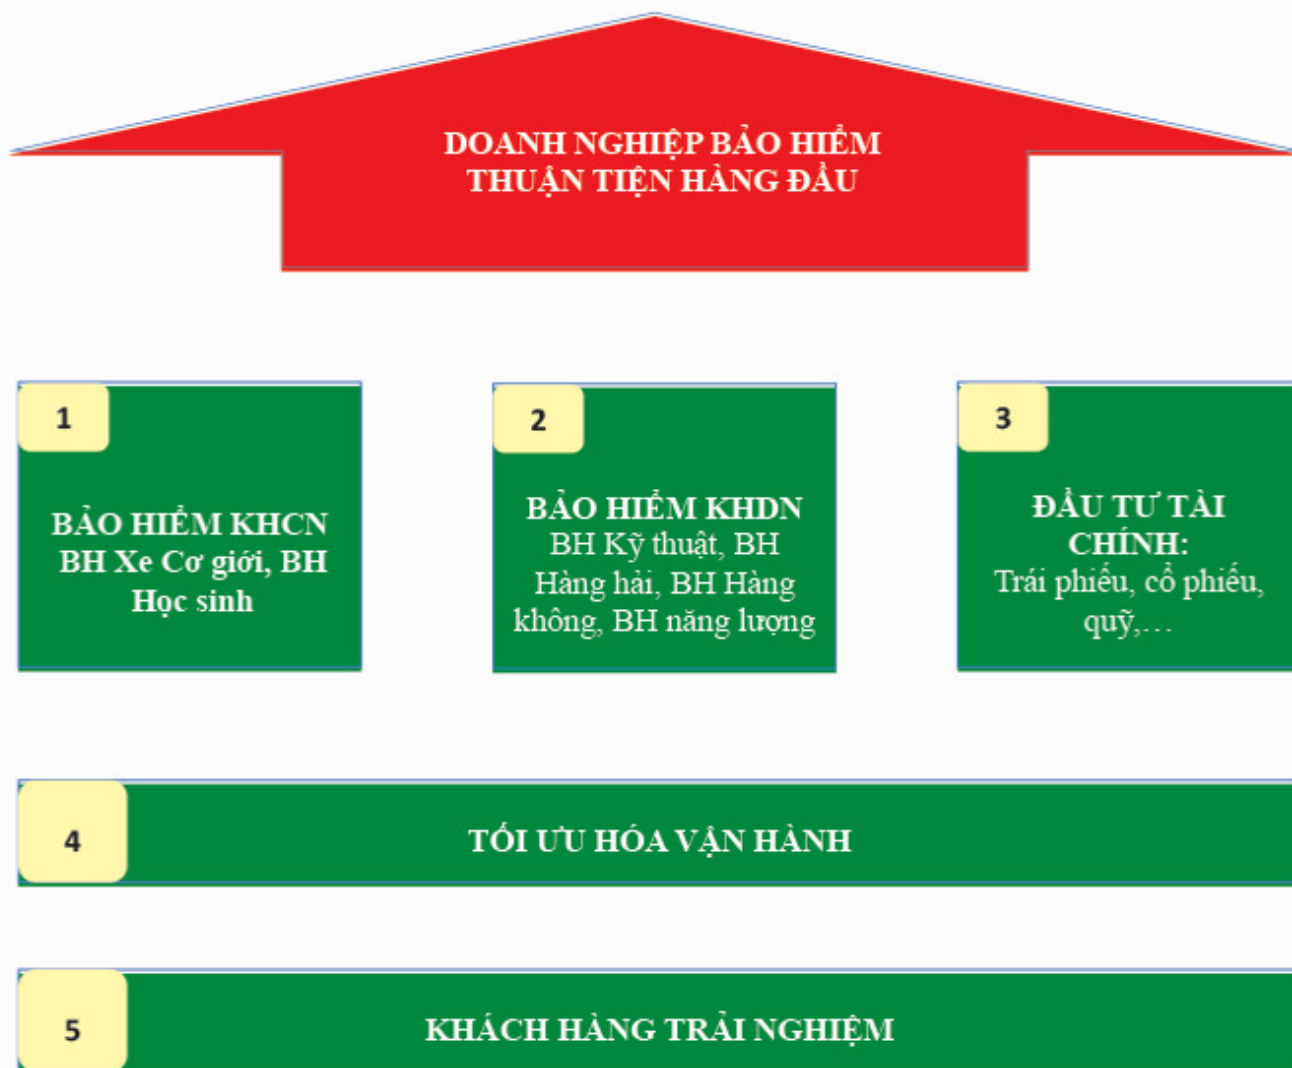 DOANH NGHIỆP BẢO HIỂM
THUẬN TIỆN HÀNG ĐẦU
1
BẢO HIỂM KHCN
BH Xe Cơ giới, BH
Học sinh
2
BẢO HIỂM KHDN
BH Kỹ thuật, BH
Hàng hải, BH Hàng
không, BH năng lượng
3
ĐẦU TƯ TÀI
CHÍNH:
Trái phiếu, cổ phiếu,
quỹ,...
4
TỐI ƯU HÓA VẬN HÀNH
5
KHÁCH HÀNG TRẢI NGHIỆM